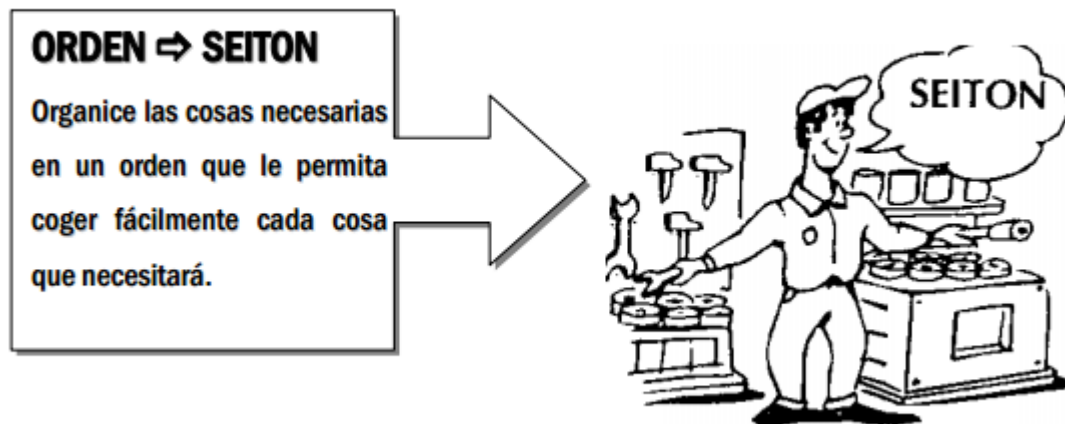 ORDEN ⇨ SEITON
Organice las cosas necesarias
en un orden que le permita
coger fácilmente cada cosa
que necesitará.
SEITON